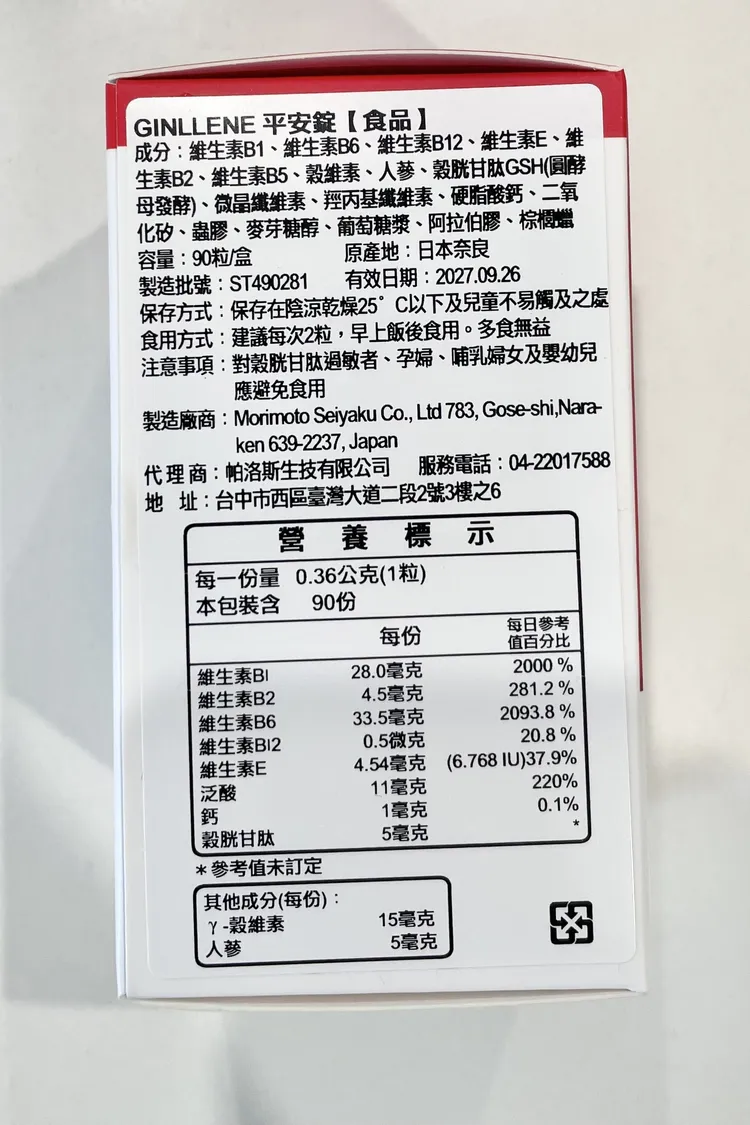 GINLLENE 平安錠【食品】
成分：維生素B1、維生素B6、維生素B12、維生素E、維
生素B2、維生素B5、穀維素、人蔘、穀胱甘肽GSH(圓酵
母發酵)、微晶纖維素、羥丙基纖維素、硬脂酸鈣、二氧
化矽、蟲膠、麥芽糖醇、葡萄糖漿、阿拉伯膠、棕櫚蠟
容量：90粒/盒 原產地：日本奈良
製造批號：ST490281 有效日期：2027.09.26
保存方式：保存在陰涼乾燥25°C以下及兒童不易觸及之處
食用方式：建議每次2粒，早上飯後食用。多食無益
注意事項：對穀胱甘肽過敏者、孕婦、哺乳婦女及嬰幼兒
應避免食用
製造廠商：Morimoto Seiyaku Co., Ltd 783, Gose-shi,Nara-
ken 639-2237, Japan
代理商：帕洛斯生技有限公司 服務電話：04-22017588
地 址：台中市西區臺灣大道二段2號3樓之6
營養標示
每一份量 0.36公克(1粒)
本包裝含 90份
每份 每日參考
值百分比
維生素BI 28.0毫克 2000 %
維生素B2 4.5毫克 281.2 %
維生素B6 33.5毫克 2093.8 %
維生素BI2 0.5微克 20.8 %
維生素E 4.54毫克 (6.768 IU)37.9%
泛酸 11毫克 220%
鈣 1毫克 0.1%
穀胱甘肽 5毫克 *
*參考值未訂定
其他成分(每份)：
γ-穀維素 15毫克
人蔘 5毫克